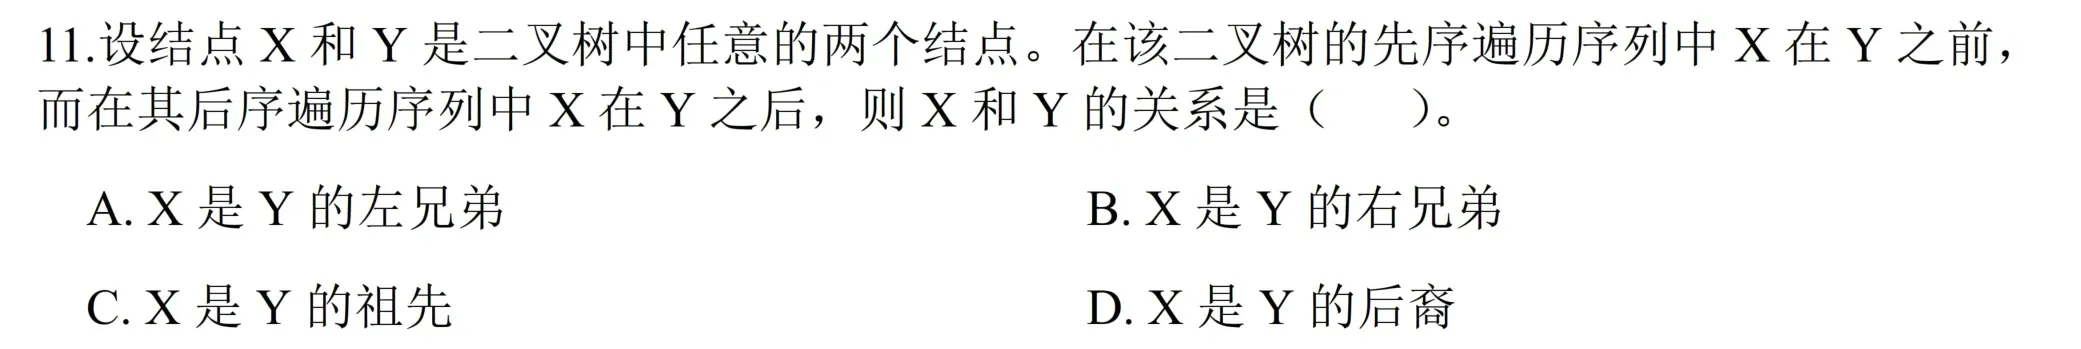 11.设结点 X 和 Y 是二叉树中任意的两个结点。在该二叉树的先序遍历序列中 X 在 Y 之前，
而在其后序遍历序列中 X 在 Y 之后，则 X 和 Y 的关系是（  ）。
A. X 是 Y 的左兄弟
B. X 是 Y 的右兄弟
C. X 是 Y 的祖先
D. X 是 Y 的后裔